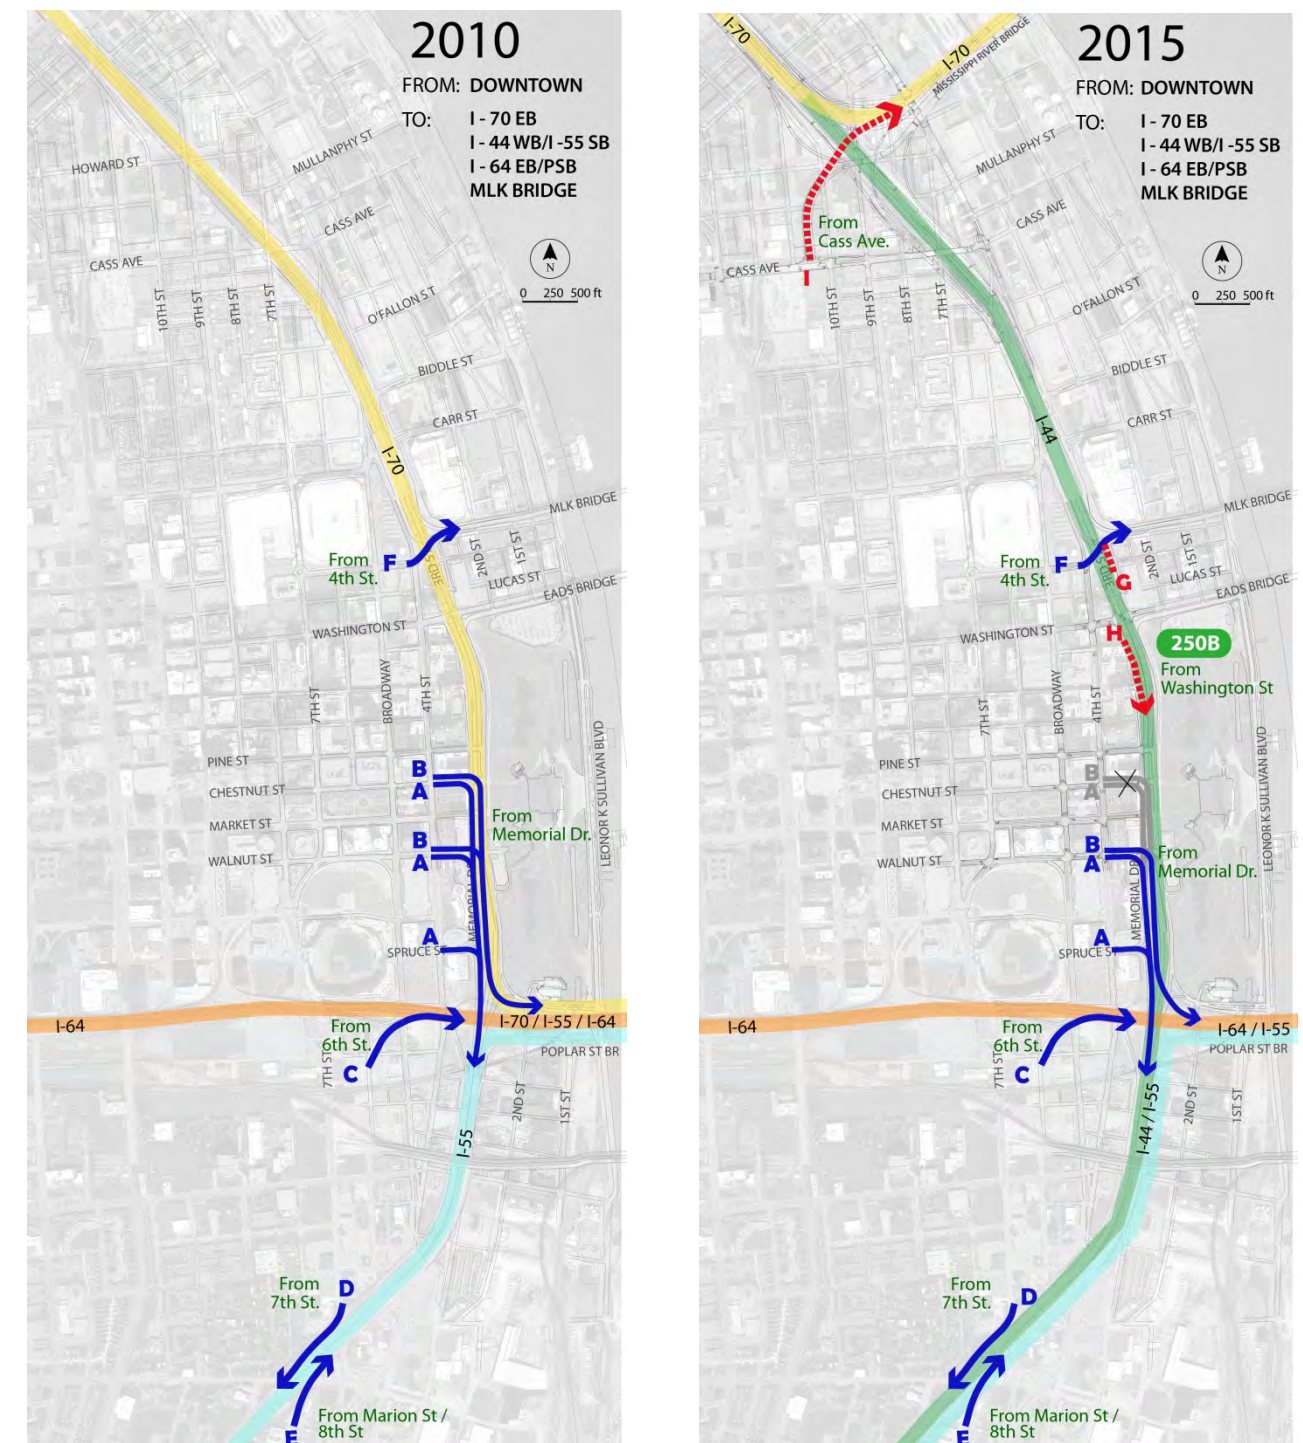 2010
FROM: DOWNTOWN
TO: I - 70 EB
I - 44 WB/I -55 SB
I - 64 EB/PSB
MLK BRIDGE
HOWARD ST
MULLANPHY ST
CASS AVE
CASS AVE
N
0 250 500 ft
10TH ST
9TH ST
8TH ST
7TH ST
O'FALLON ST
BIDDLE ST
CARR ST
I-70
MLK BRIDGE
From
4th St.
F
3RD S
2ND ST
1ST ST
LUCAS ST
EADS BRIDGE
WASHINGTON ST
7TH ST
BROADWAY
4TH ST
PINE ST
B
CHESTNUT ST
A
MARKET ST
From
Memorial Dr.
B
WALNUT ST
A
LEONOR K SULLIVAN BLVD
MEMORIAL DR
A
SPRUCE ST
I-64
From
6th St.
I-70 / I-55 / I-64
POPLAR ST BR
7TH ST
C
2ND ST
1ST ST
I-55
From
7th St.
D
From Marion St /
8th St
E
2015
FROM: DOWNTOWN
TO: I - 70 EB
I - 44 WB/I -55 SB
I - 64 EB/PSB
MLK BRIDGE
I-70
I-70
MISSISSIPPI RIVER BRIDGE
MULLANPHY ST
CASS AVE
From
Cass Ave.
CASS AVE
I
N
0 250 500 ft
10TH ST
9TH ST
8TH ST
7TH ST
O'FALLON ST
BIDDLE ST
CARR ST
I-44
MLK BRIDGE
From
4th St.
F
3RD S
G
2ND ST
1ST ST
LUCAS ST
EADS BRIDGE
WASHINGTON ST
H
250B
From
Washington St
7TH ST
BROADWAY
4TH ST
PINE ST
B
CHESTNUT ST
A
MARKET ST
B
From
Memorial Dr.
WALNUT ST
A
LEONOR K SULLIVAN BLVD
MEMORIAL DR
A
SPRUCE ST
I-64
From
6th St.
I-64 / I-55
POPLAR ST BR
7TH ST
C
2ND ST
1ST ST
I-44 / I-55
From
7th St.
D
From Marion St /
8th St
E